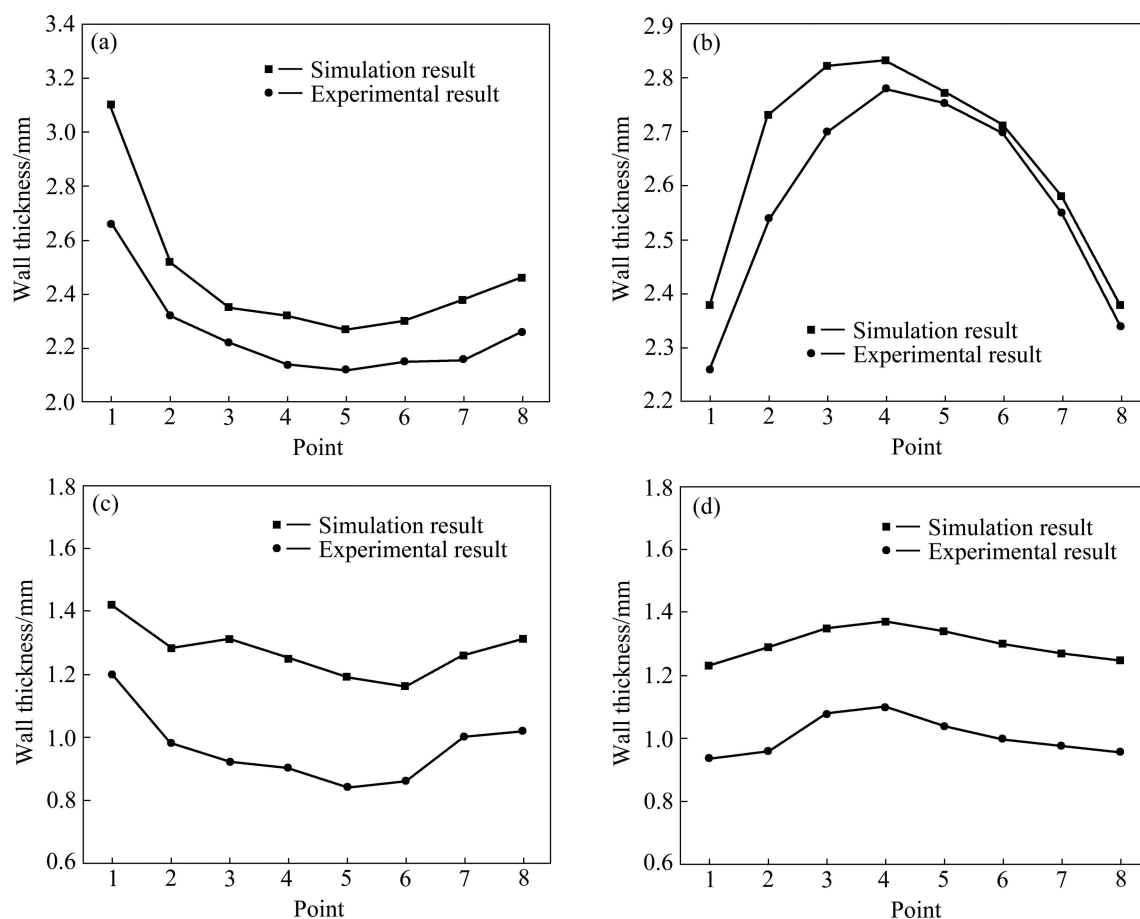 (a)
Simulation result
Experimental result
Wall thickness/mm
3.4
3.2
3.0
2.8
2.6
2.4
2.2
2.0
1 2 3 4 5 6 7 8
Point
(b)
Simulation result
Experimental result
Wall thickness/mm
2.9
2.8
2.7
2.6
2.5
2.4
2.3
2.2
1 2 3 4 5 6 7 8
Point
(c)
Simulation result
Experimental result
Wall thickness/mm
1.8
1.6
1.4
1.2
1.0
0.8
0.6
1 2 3 4 5 6 7 8
Point
(d)
Simulation result
Experimental result
Wall thickness/mm
1.8
1.6
1.4
1.2
1.0
0.8
0.6
1 2 3 4 5 6 7 8
Point